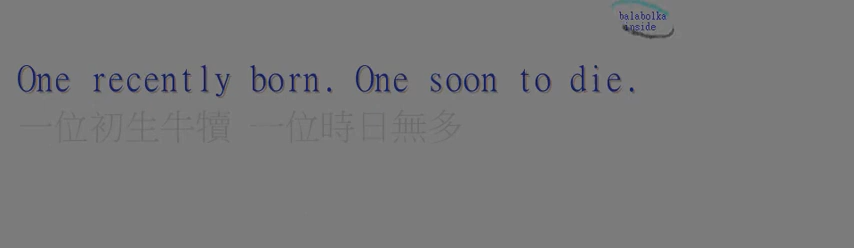 balabolka
inside
One recently born. One soon to die.
一位初生牛犢 一位時日無多